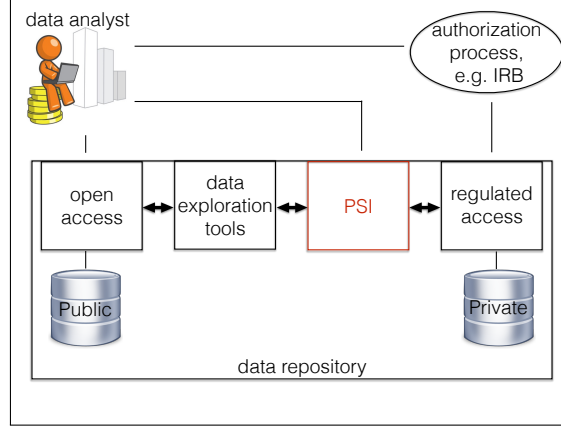 data analyst
authorization
process,
e.g. IRB
open
access
data
exploration
tools
PSI
regulated
access
Public
Private
data repository